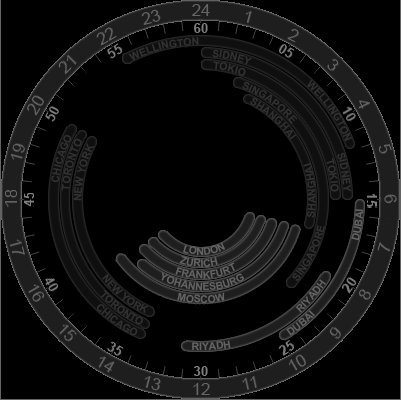 24
1
2
3
4
5
6
7
8
9
10
11
12
13
14
15
16
17
18
19
20
21
22
23
60
05
10
15
20
25
30
35
40
45
50
55
WELLINGTON
WELLINGTON
SIDNEY
SIDNEY
TOKIO
TOKIO
SINGAPORE
SINGAPORE
SHANGHAI
SHANGHAI
DUBAI
DUBAI
RIYADH
RIYADH
LONDON
ZURICH
FRANKFURT
YOHANNESBURG
MOSCOW
NEW YORK
NEW YORK
TORONTO
TORONTO
CHICAGO
CHICAGO